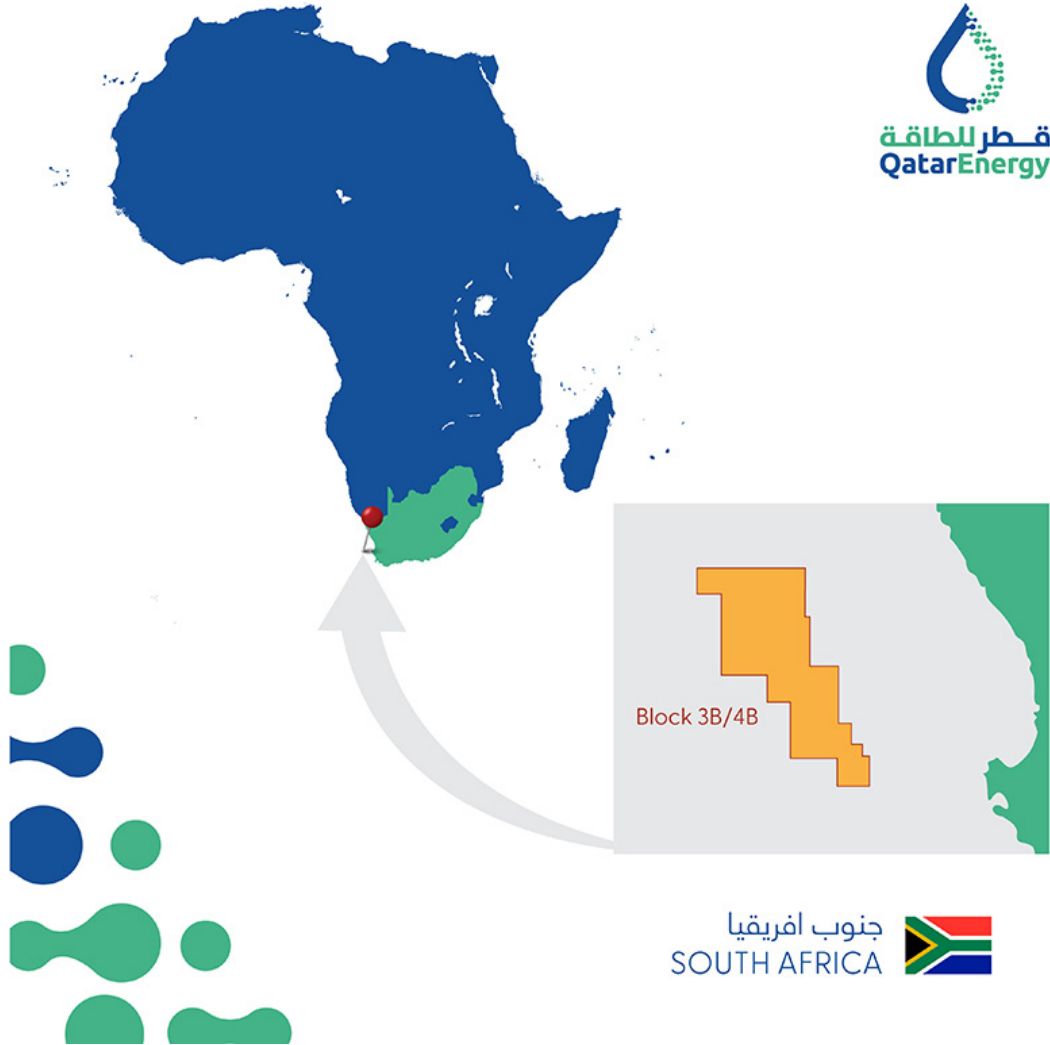 قطر للطاقة
QatarEnergy
Block 3B/4B
جنوب افريقيا
SOUTH AFRICA